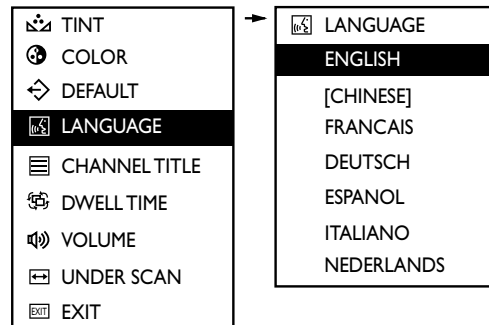 TINT
COLOR
DEFAULT
LANGUAGE
CHANNEL TITLE
DWELL TIME
VOLUME
UNDER SCAN
EXIT EXIT
LANGUAGE
ENGLISH
[CHINESE]
FRANCAIS
DEUTSCH
ESPANOL
ITALIANO
NEDERLANDS